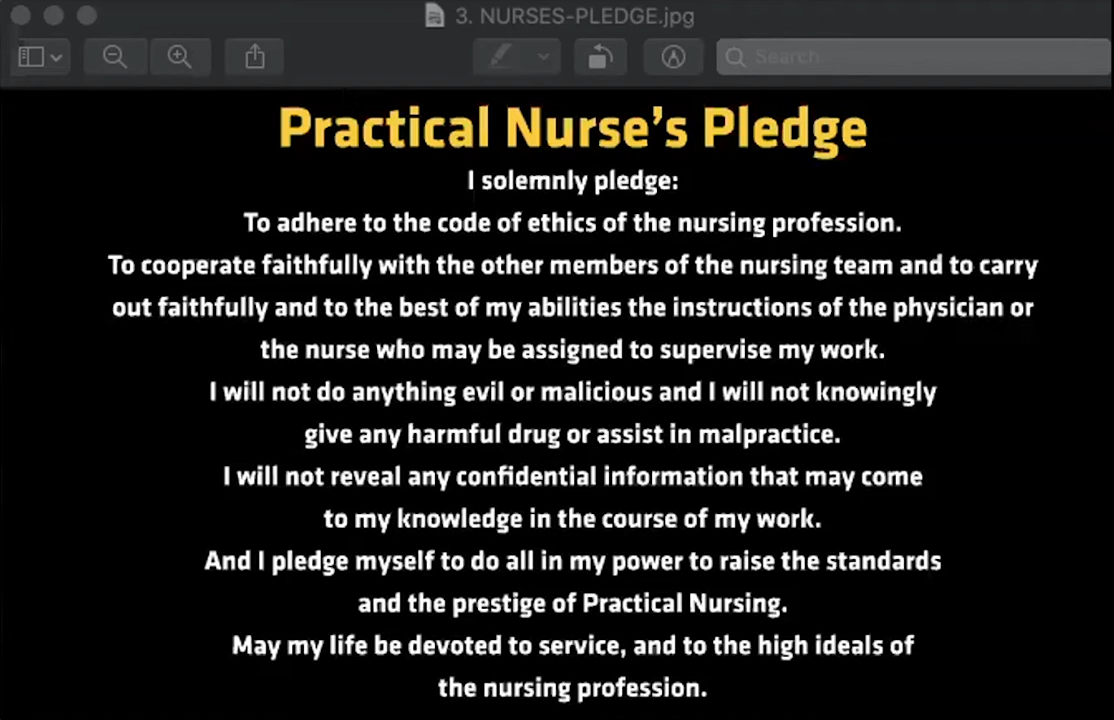 3. NURSES-PLEDGE.jpg
Search
Practical Nurse's Pledge
I solemnly pledge:
To adhere to the code of ethics of the nursing profession.
To cooperate faithfully with the other members of the nursing team and to carry
out faithfully and to the best of my abilities the instructions of the physician or
the nurse who may be assigned to supervise my work.
I will not do anything evil or malicious and I will not knowingly
give any harmful drug or assist in malpractice.
I will not reveal any confidential information that may come
to my knowledge in the course of my work.
And I pledge myself to do all in my power to raise the standards
and the prestige of Practical Nursing.
May my life be devoted to service, and to the high ideals of
the nursing profession.